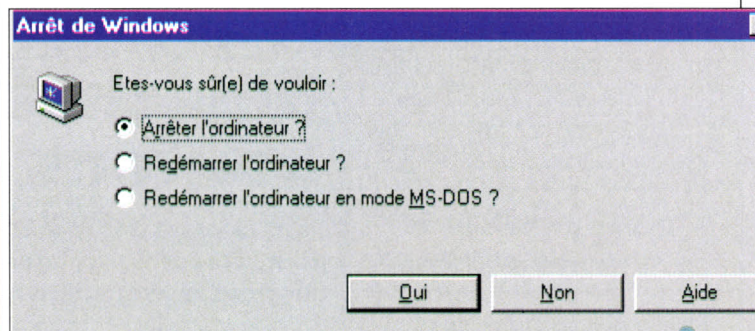 Arrêt de Windows
Etes-vous sûr(e) de vouloir :
Arrêter l'ordinateur ?
Redémarrer l'ordinateur ?
Redémarrer l'ordinateur en mode MS-DOS ?
Oui
Non
Aide